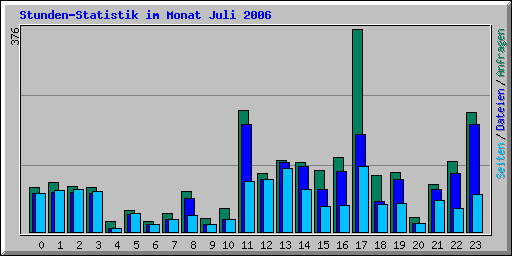 Stunden-Statistik im Monat Juli 2006
376
Seiten / Dateien / Anfragen
0 1 2 3 4 5 6 7 8 9 10 11 12 13 14 15 16 17 18 19 20 21 22 23